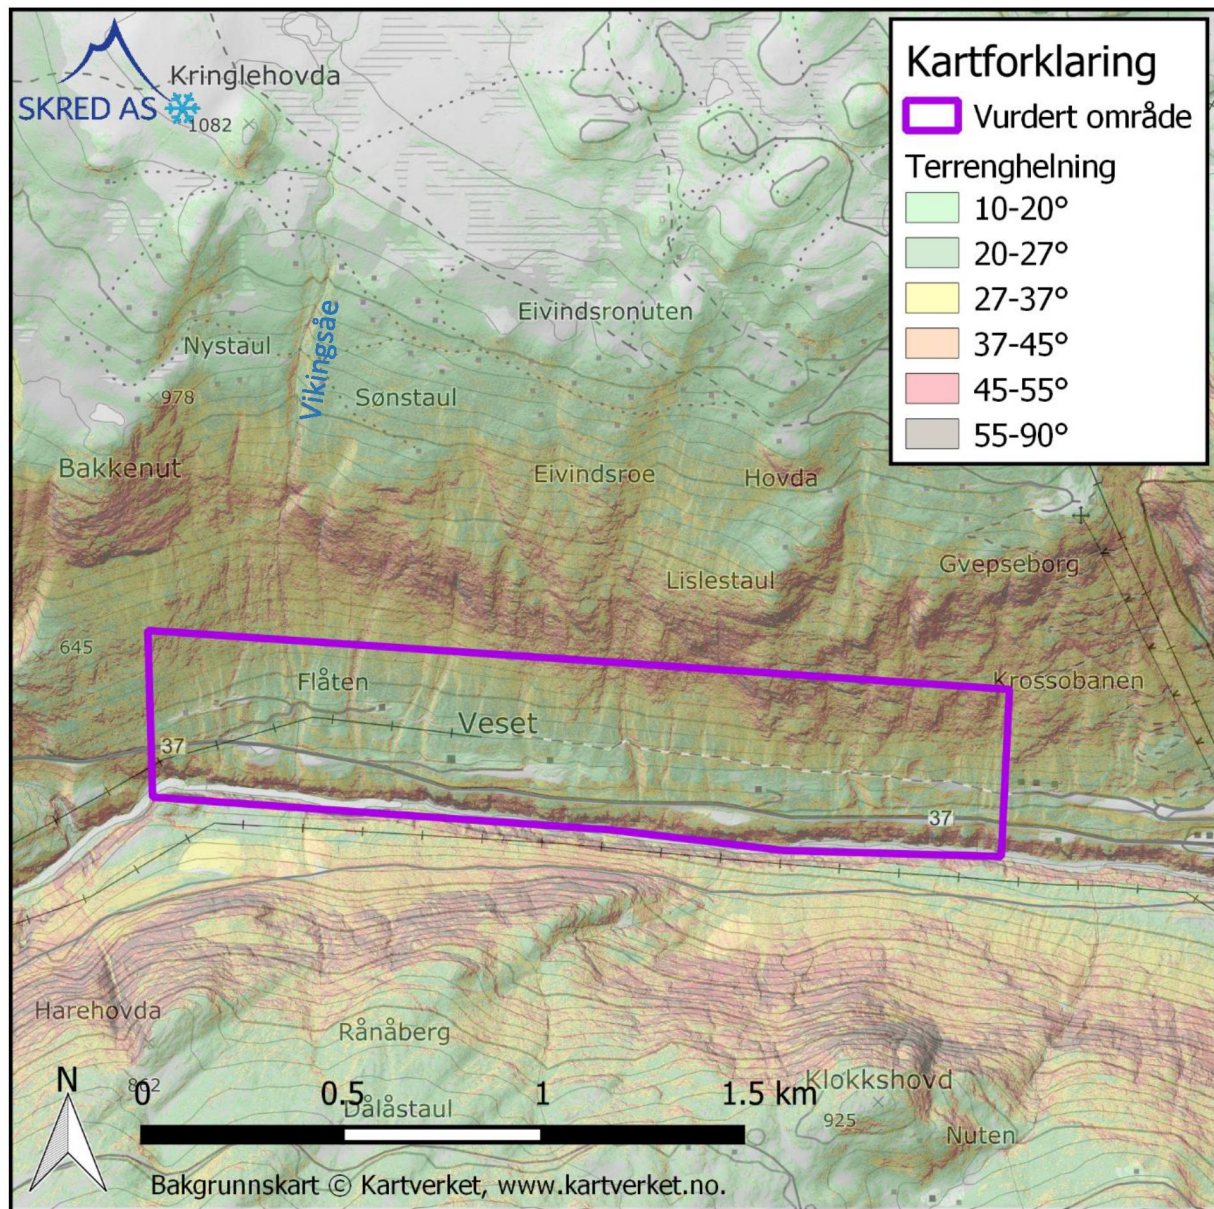 Kringlehovda
SKRED AS
1082
Kartforklaring
Vurdert område
Terrenghelning
10-20°
20-27°
27-37°
37-45°
45-55°
55-90°
Eivindsronuten
Vikingsåe
Nystaul
978
Sønstaul
Bakkenut
Eivindsroe
Hovda
Gvepseborg
Lislestaul
645
Flåten
Krossobanen
Veset
37
37
Harehovda
Rånåberg
N
802
Klokkshovd
0 0.5 1 1.5 km
Dålåstaul
925
Nuten
Bakgrunnskart © Kartverket, www.kartverket.no.